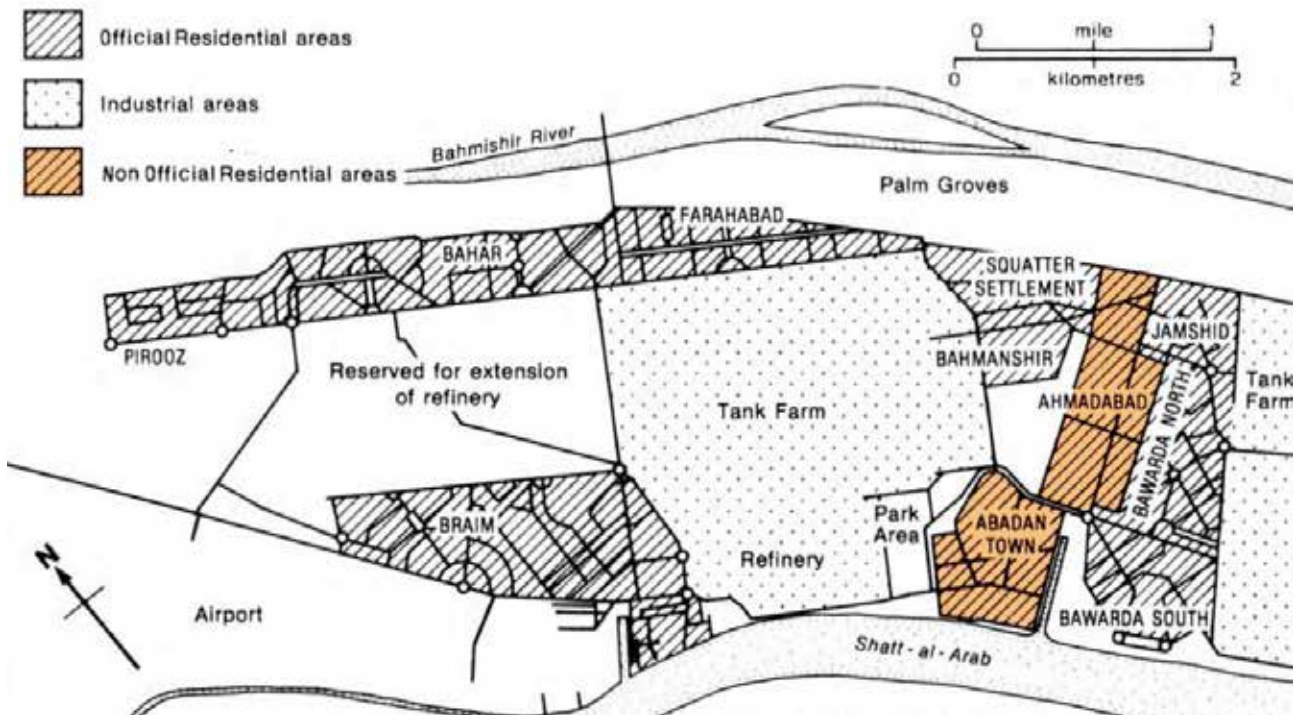 Official Residential areas
Industrial areas
Non Official Residential areas
0 mile 1
0 kilometres 2
Bahmishir River
Palm Groves
FARAHABAD
BAHAR
SQUATTER
SETTLEMENT
JAMSHID
PIROOZ
BAHMANSHIR
Reserved for extension
of refinery
Tank Farm
AHMADABAD
BAWARDA NORTH
Tank
Farm
BRAIM
Park
Area
ABADAN
TOWN
Refinery
N
Airport
BAWARDA SOUTH
Shatt-al-Arab